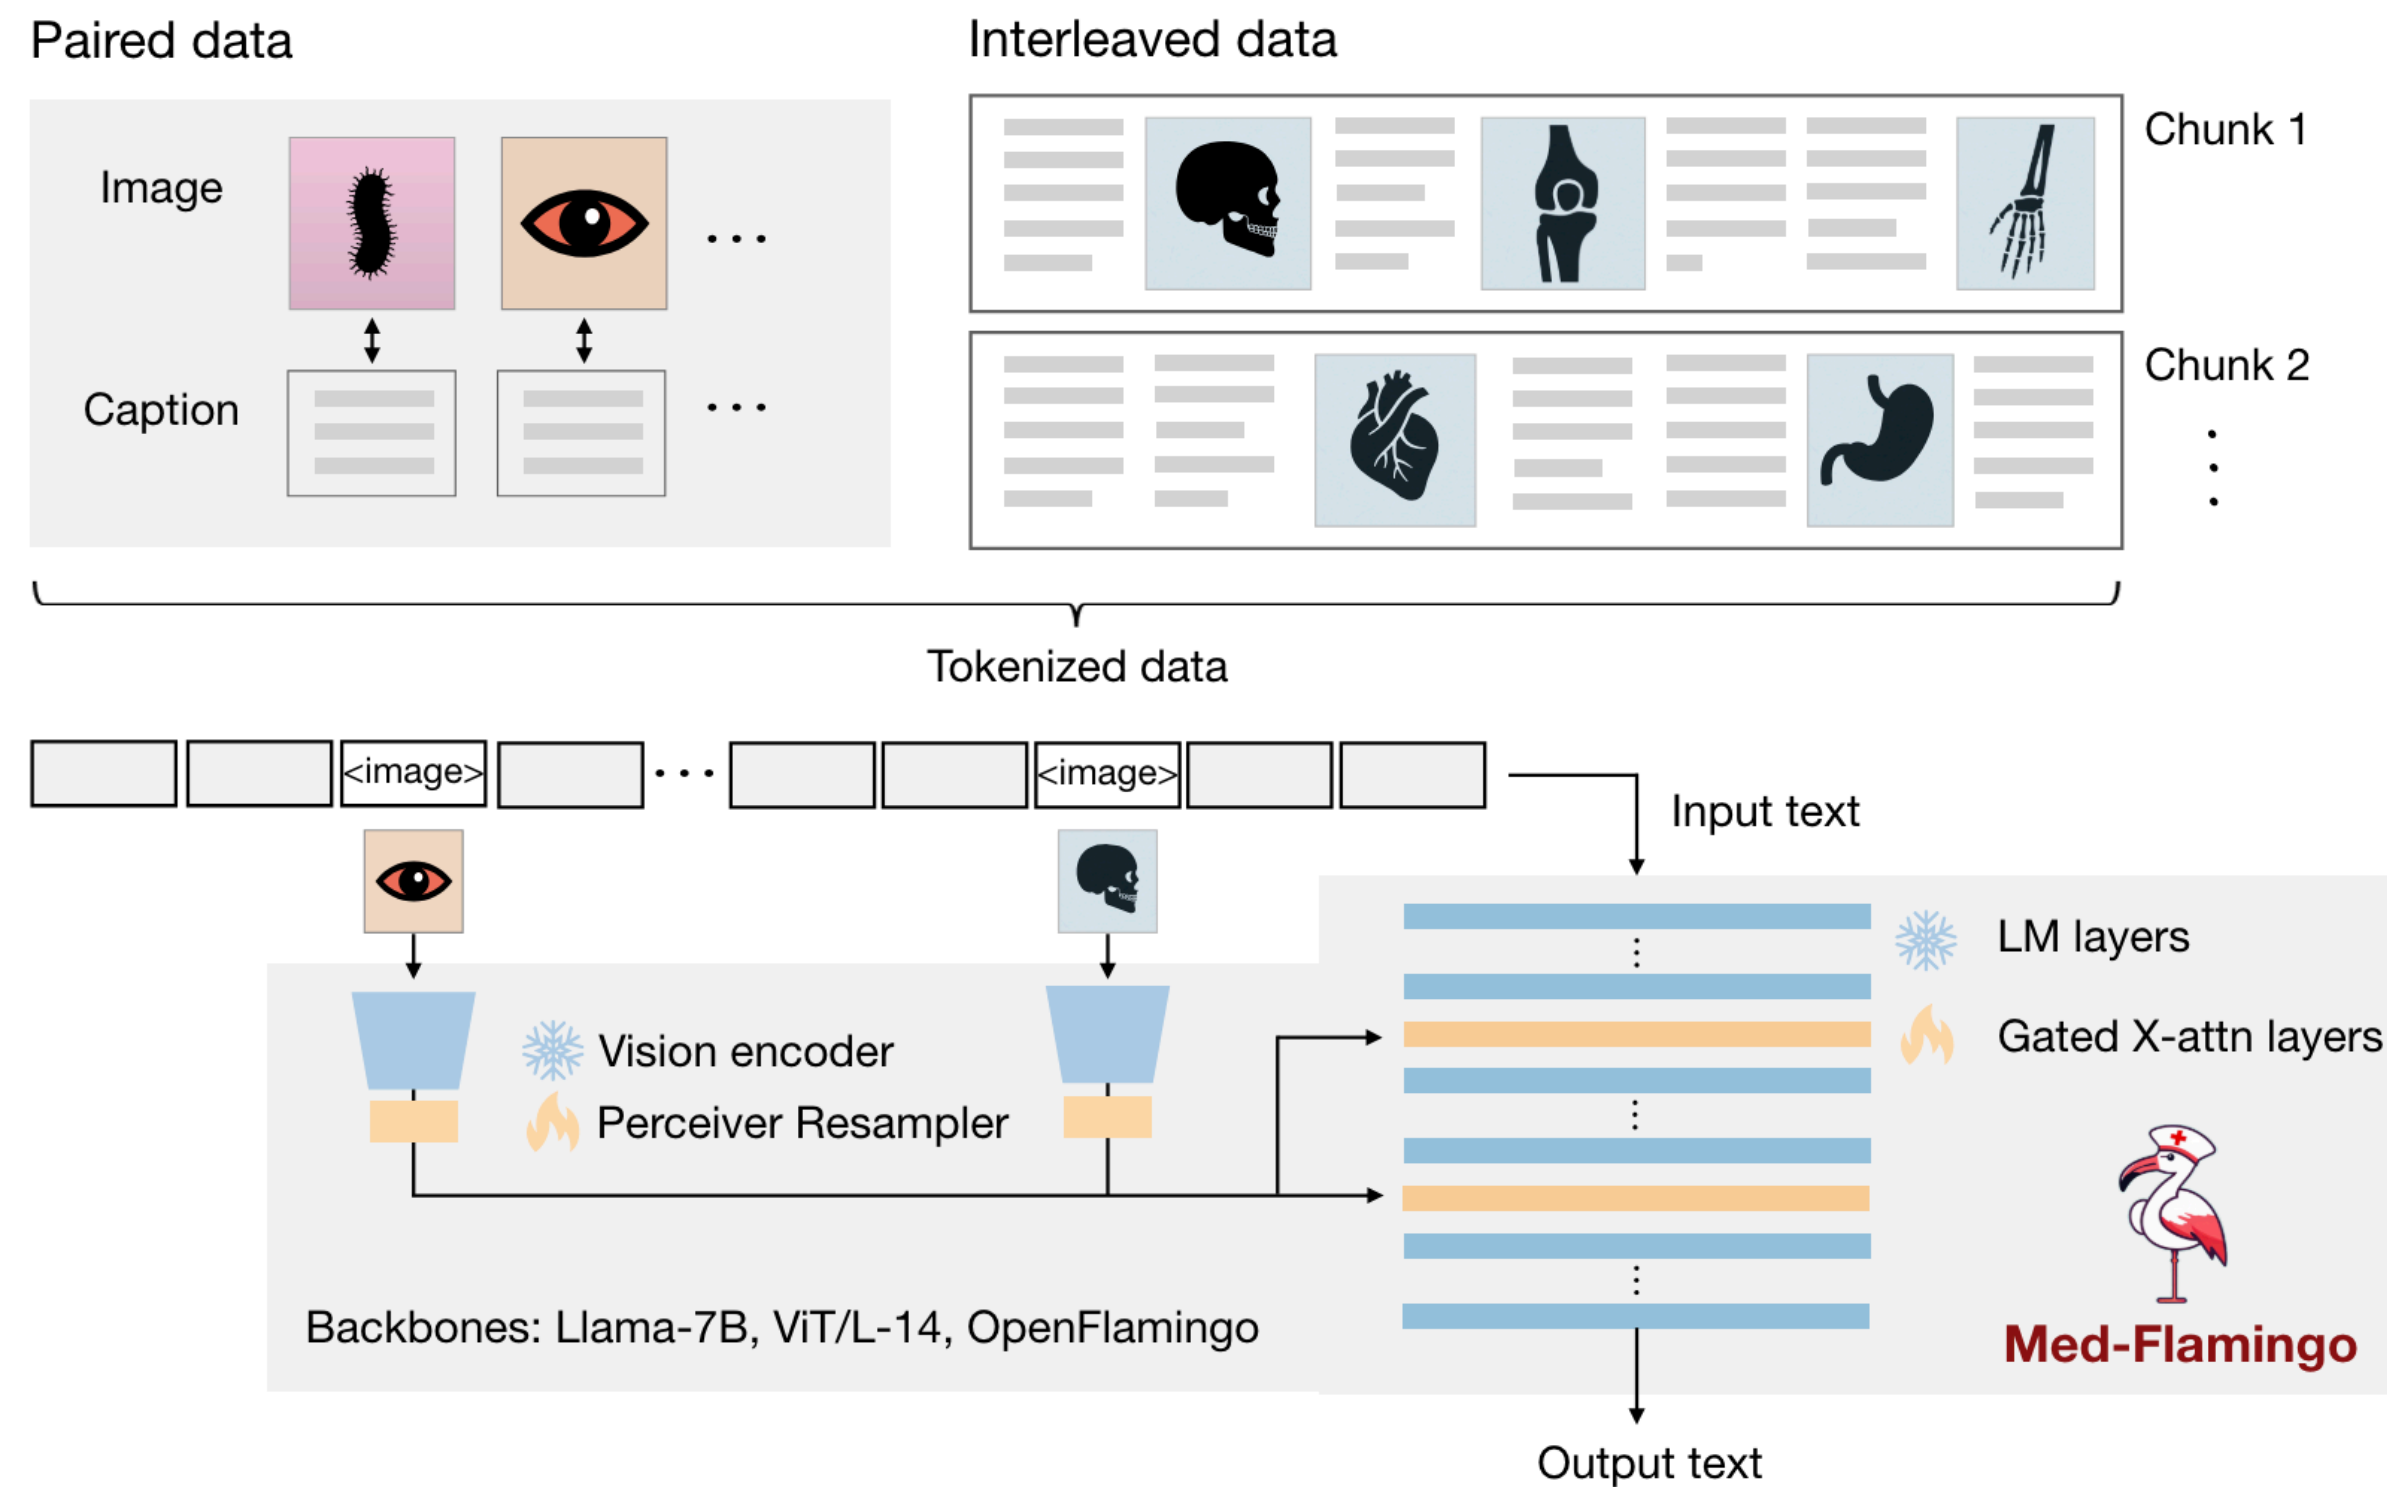 Paired data
Interleaved data
Image
Caption
Chunk 1
Chunk 2
Tokenized data
<image>
<image>
Input text
LM layers
Gated X-attn layers
Vision encoder
Perceiver Resampler
Backbones: Llama-7B, ViT/L-14, OpenFlamingo
Med-Flamingo
Output text